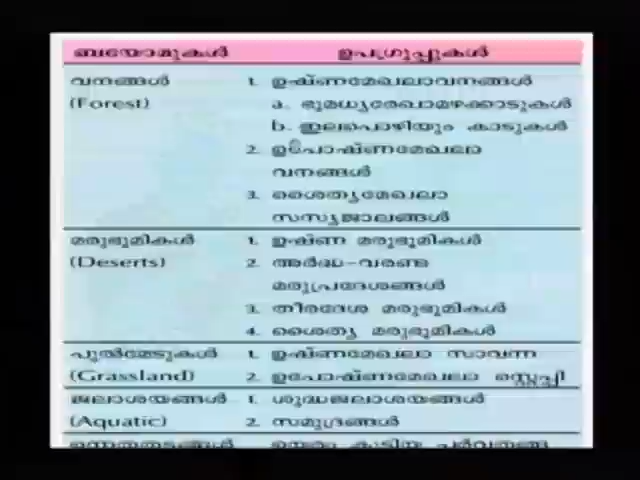 ബയോമുകൾ ഉപഗ്രൂപ്പുകൾ
വനങ്ങൾ 1. ഉഷ്ണമേഖലാവനങ്ങൾ
(Forest) a. ഭൂമധ്യരേഖാമഴക്കാടുകൾ
b. ഇലപൊഴിയും കാടുകൾ
2. ഉപോഷ്ണമേഖലാ
വനങ്ങൾ
3. ശൈത്യമേഖലാ
സസ്യജാലങ്ങൾ
മരുഭൂമികൾ 1. ഉഷ്ണ മരുഭൂമികൾ
(Deserts) 2. അർദ്ധ-വരണ്ട
മരുപ്രദേശങ്ങൾ
3. തീരദേശ മരുഭൂമികൾ
4. ശൈത്യ മരുഭൂമികൾ
പുൽമേടുകൾ 1. ഉഷ്ണമേഖലാ സാവന്ന
(Grassland) 2. ഉപോഷ്ണമേഖലാ സ്റ്റെപ്പി
ജലാശയങ്ങൾ 1. ശുദ്ധജലാശയങ്ങൾ
(Aquatic) 2. സമുദ്രങ്ങൾ